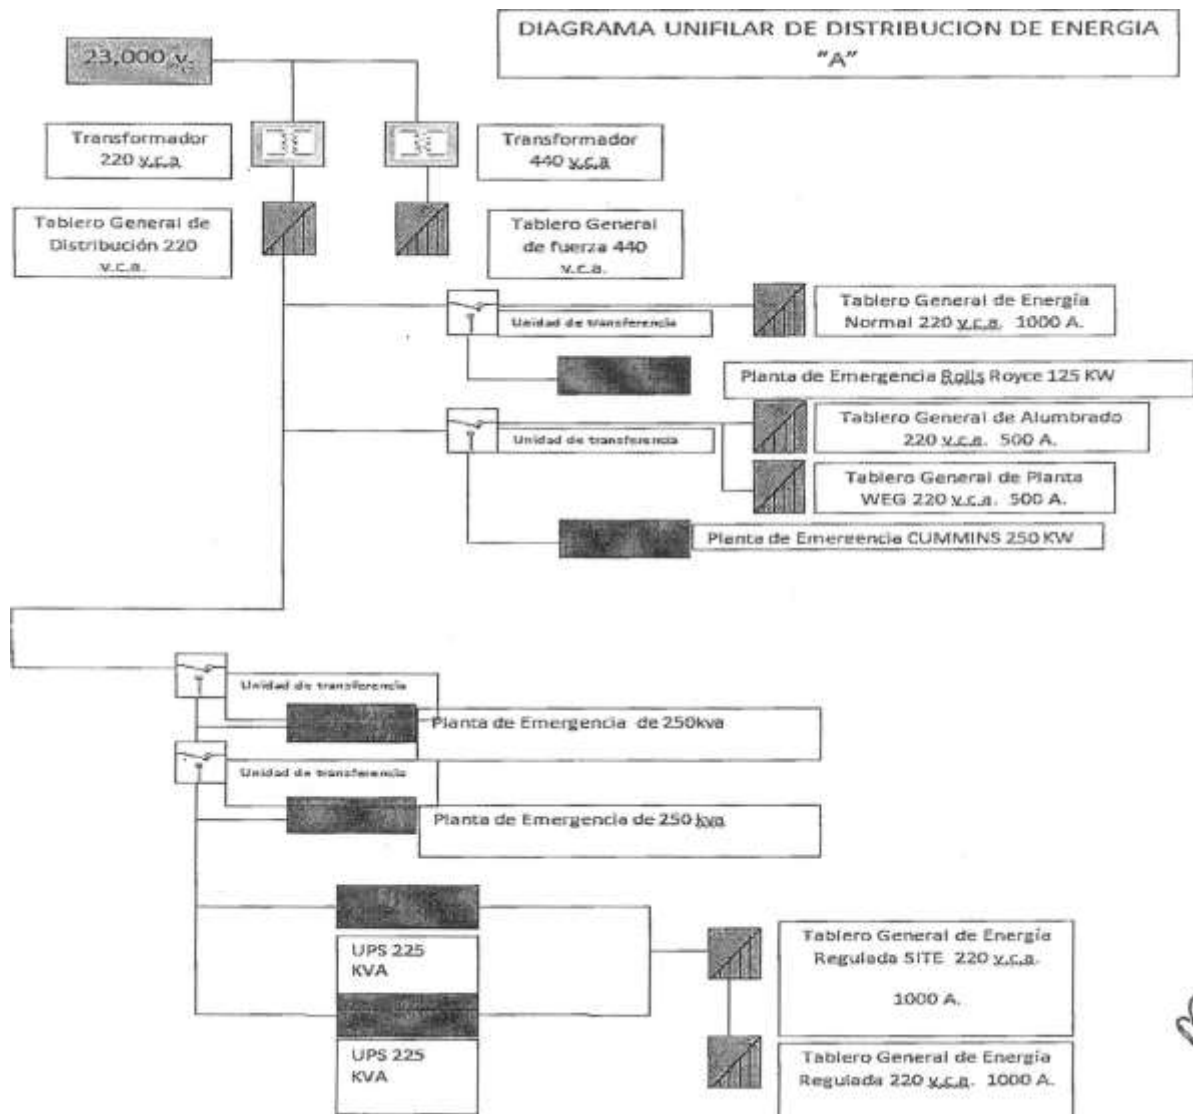 DIAGRAMA UNIFILAR DE DISTRIBUCION DE ENERGIA
"A"
23,000 v.
Transformador
220 v.c.a
Transformador
440 v.c.a
Tablero General de
Distribución 220
v.c.a.
Tablero General
de fuerza 440
v.c.a.
Unidad de transferencia
Tablero General de Energía
Normal 220 v.c.a. 1000 A.
Planta de Emergencia Rolls Royce 125 KW
Unidad de transferencia
Tablero General de Alumbrado
220 v.c.a. 500 A.
Tablero General de Planta
WEG 220 v.c.a. 500 A.
Planta de Emergencia CUMMINS 250 KW
Unidad de transferencia
Planta de Emergencia de 250kva
Unidad de transferencia
Planta de Emergencia de 250 kva
UPS 225
KVA
Tablero General de Energía
Regulada SITE 220 v.c.a.
1000 A.
UPS 225
KVA
Tablero General de Energía
Regulada 220 v.c.a. 1000 A.